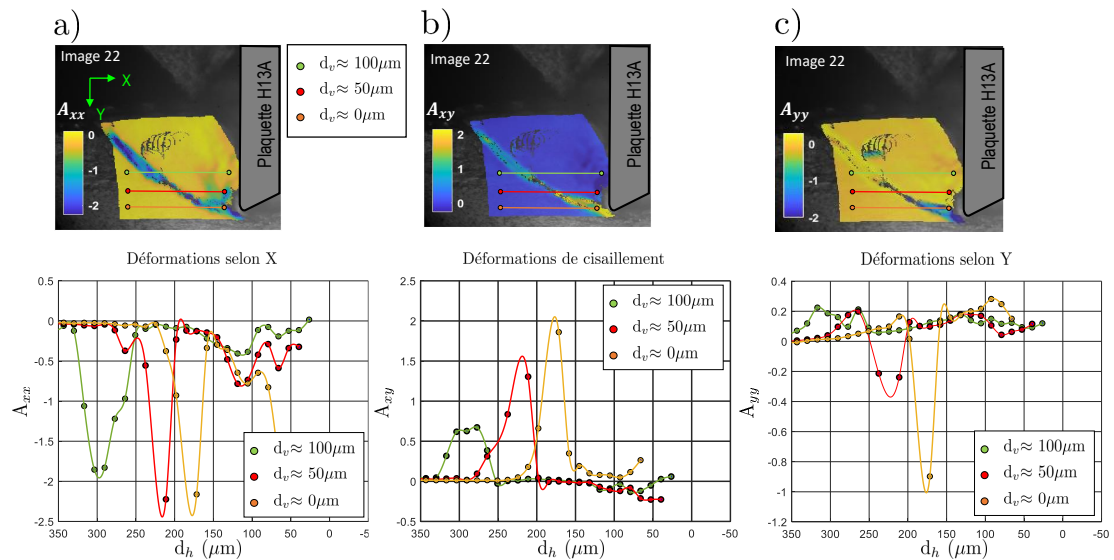 a)
b)
c)
Image 22
X
Y
A_xx
0
-1
-2
Plaquette H13A
d_v≈ 100μm
d_v≈ 50μm
d_v≈ 0μm
Image 22
A_xy
2
1
0
Plaquette H13A
Image 22
A_yy
0
-1
-2
Plaquette H13A
Déformations selon X
0.5
0
-0.5
-1
-1.5
-2
-2.5
A_xx
350 300 250 200 150 100 50 0 -50
d_h (μm)
d_v≈ 100μm
d_v≈ 50μm
d_v≈ 0μm
Déformations de cisaillement
2.5
2
1.5
1
0.5
0
-0.5
A_xy
350 300 250 200 150 100 50 0 -50
d_h (μm)
d_v≈ 100μm
d_v≈ 50μm
d_v≈ 0μm
Déformations selon Y
0.4
0.2
0
-0.2
-0.4
-0.6
-0.8
-1
-1.2
A_yy
350 300 250 200 150 100 50 0 -50
d_h (μm)
d_v≈ 100μm
d_v≈ 50μm
d_v≈ 0μm